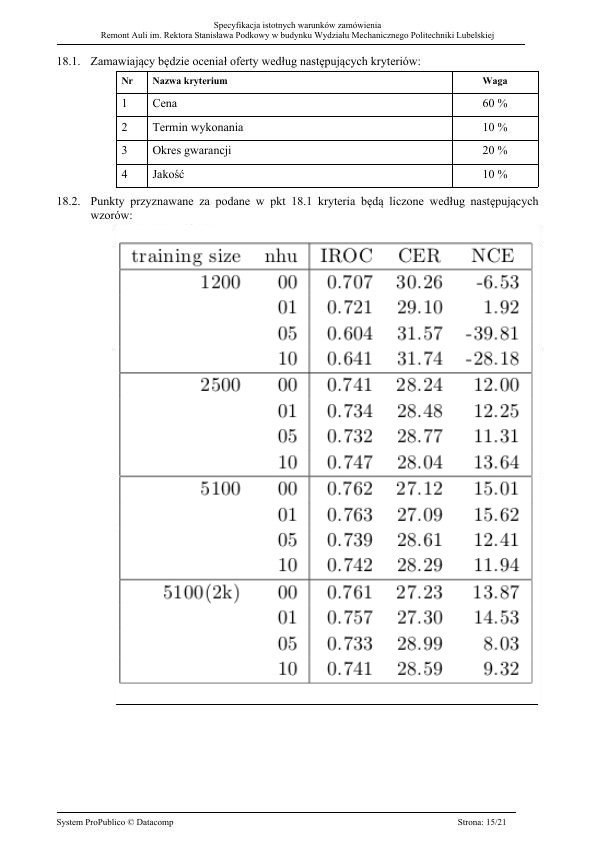 Specyfikacja istotnych warunków zamówienia
Remont Auli im. Rektora Stanisława Podkowy w budynku Wydziału Mechanicznego Politechniki Lubelskiej
18.1. Zamawiający będzie oceniał oferty według następujących kryteriów:
Nr Nazwa kryterium Waga
1 Cena 60 %
2 Termin wykonania 10 %
3 Okres gwarancji 20 %
4 Jakość 10 %
18.2. Punkty przyznawane za podane w pkt 18.1 kryteria będą liczone według następujących
wzorów:
training size nhu IROC CER NCE
1200 00 0.707 30.26 -6.53
01 0.721 29.10 1.92
05 0.604 31.57 -39.81
10 0.641 31.74 -28.18
2500 00 0.741 28.24 12.00
01 0.734 28.48 12.25
05 0.732 28.77 11.31
10 0.747 28.04 13.64
5100 00 0.762 27.12 15.01
01 0.763 27.09 15.62
05 0.739 28.61 12.41
10 0.742 28.29 11.94
5100(2k) 00 0.761 27.23 13.87
01 0.757 27.30 14.53
05 0.733 28.99 8.03
10 0.741 28.59 9.32
System ProPublico © Datacomp Strona: 15/21